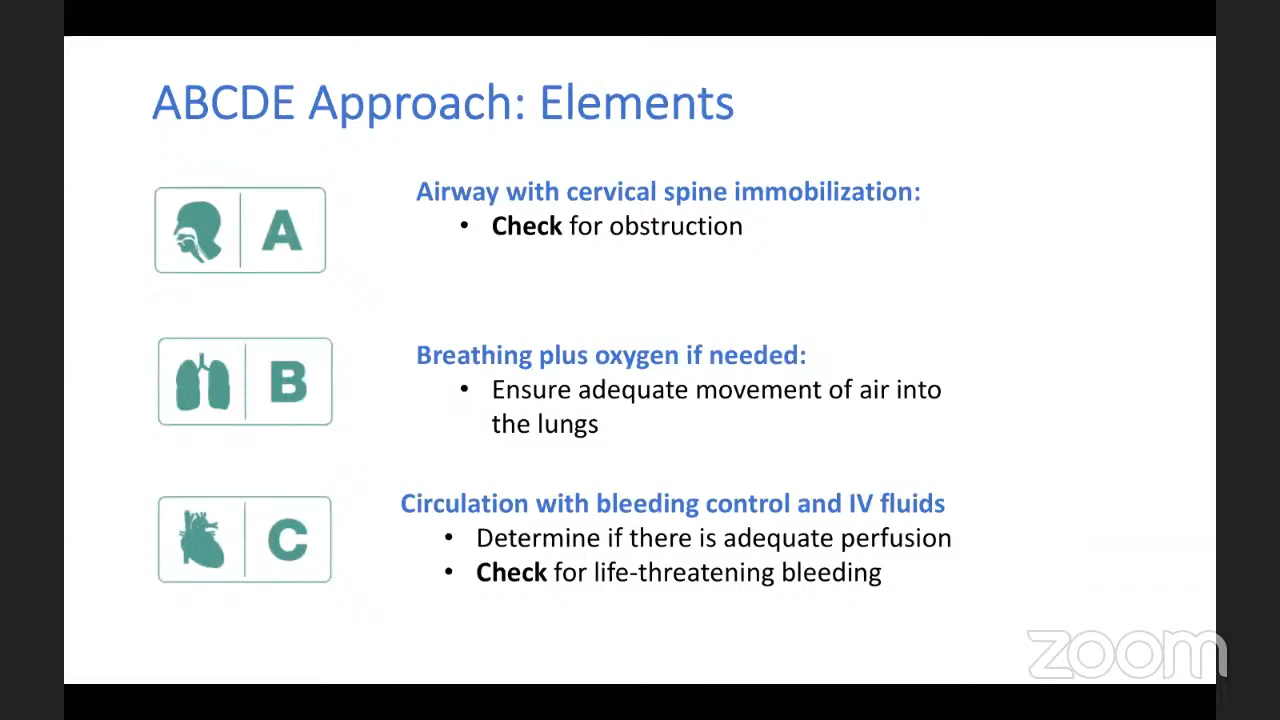 ABCDE Approach: Elements
A
Airway with cervical spine immobilization:
• Check for obstruction
B
Breathing plus oxygen if needed:
• Ensure adequate movement of air into
the lungs
C
Circulation with bleeding control and IV fluids
• Determine if there is adequate perfusion
• Check for life-threatening bleeding
zoom